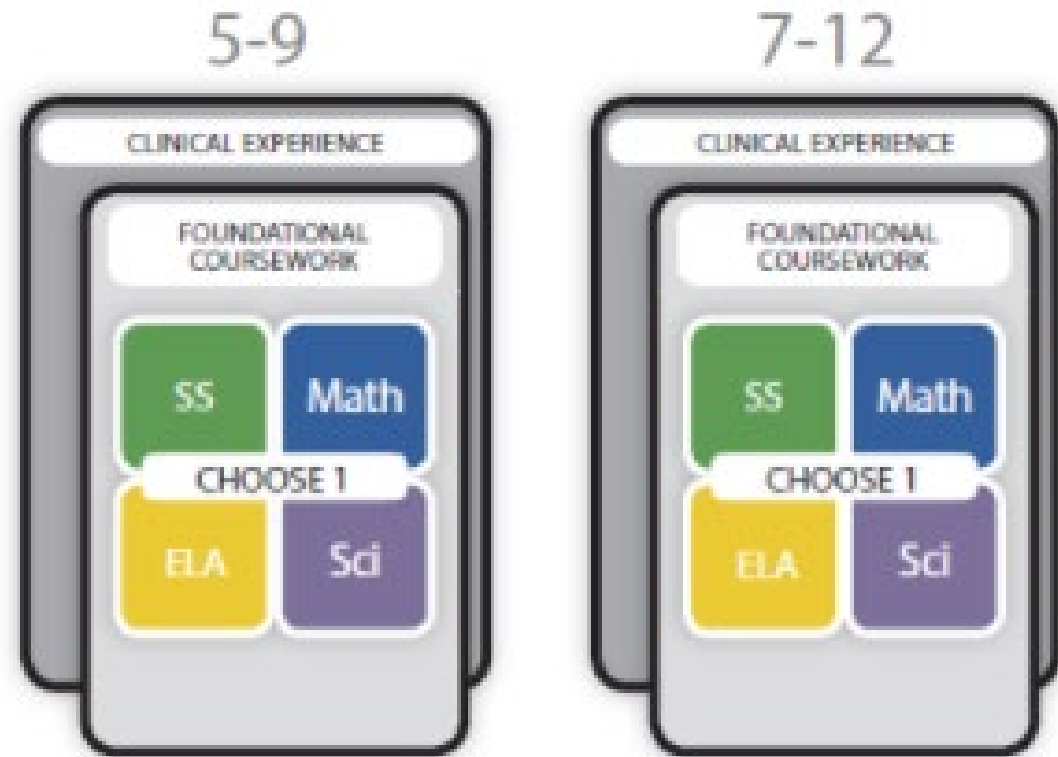 5-9
CLINICAL EXPERIENCE
FOUNDATIONAL
COURSEWORK
SS
Math
CHOOSE 1
ELA
Sci
7-12
CLINICAL EXPERIENCE
FOUNDATIONAL
COURSEWORK
SS
Math
CHOOSE 1
ELA
Sci